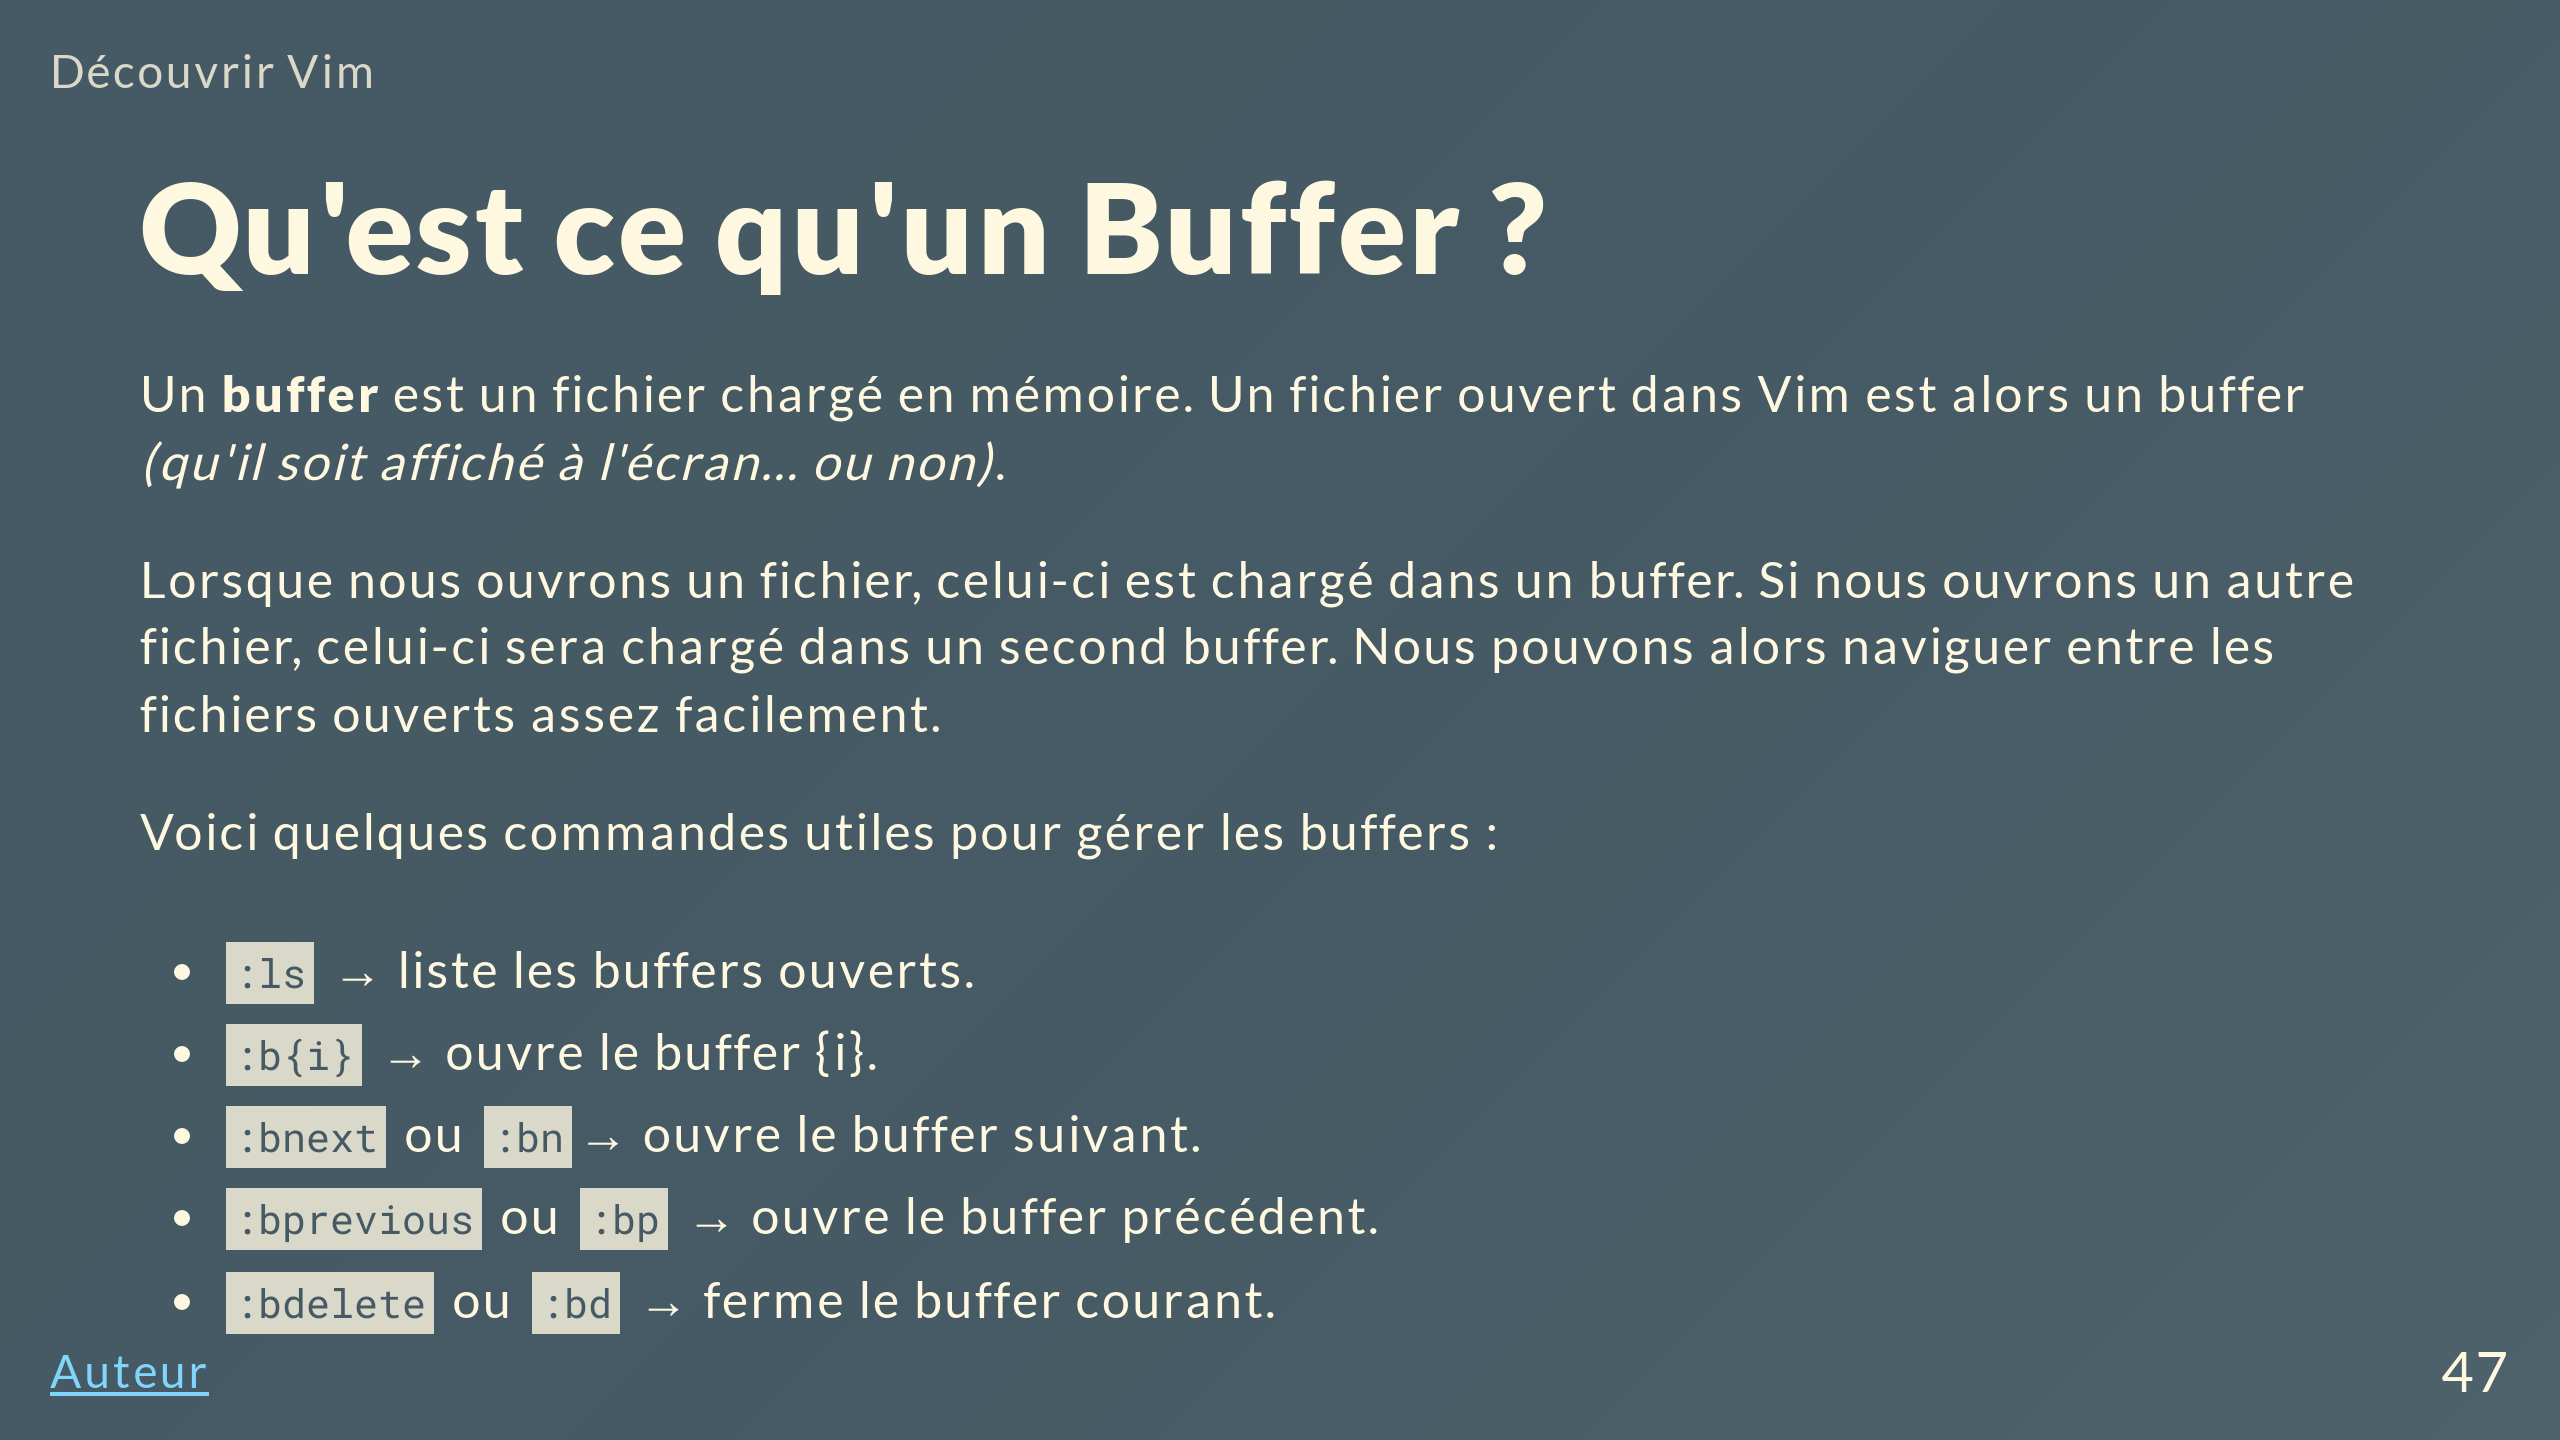 Découvrir Vim
Qu'est ce qu'un Buffer ?
Un buffer est un fichier chargé en mémoire. Un fichier ouvert dans Vim est alors un buffer
(qu'il soit affiché à l'écran... ou non).
Lorsque nous ouvrons un fichier, celui-ci est chargé dans un buffer. Si nous ouvrons un autre
fichier, celui-ci sera chargé dans un second buffer. Nous pouvons alors naviguer entre les
fichiers ouverts assez facilement.
Voici quelques commandes utiles pour gérer les buffers :
• :ls → liste les buffers ouverts.
• :b{i} → ouvre le buffer {i}.
• :bnext ou :bn → ouvre le buffer suivant.
• :bprevious ou :bp → ouvre le buffer précédent.
• :bdelete ou :bd → ferme le buffer courant.
Auteur
47